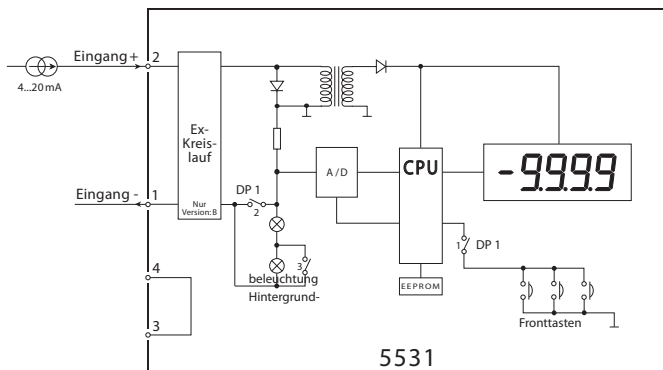 Eingang+
2
4...20 mA
Ex-
Kreis-
lauf
Nur
Version: B
Eingang -
1
DP 1
2
A / D
CPU
-9.9.9.9
1
DP 1
3
beleuchtung
Hintergrund-
EEPROM
4
3
Fronttasten
5531